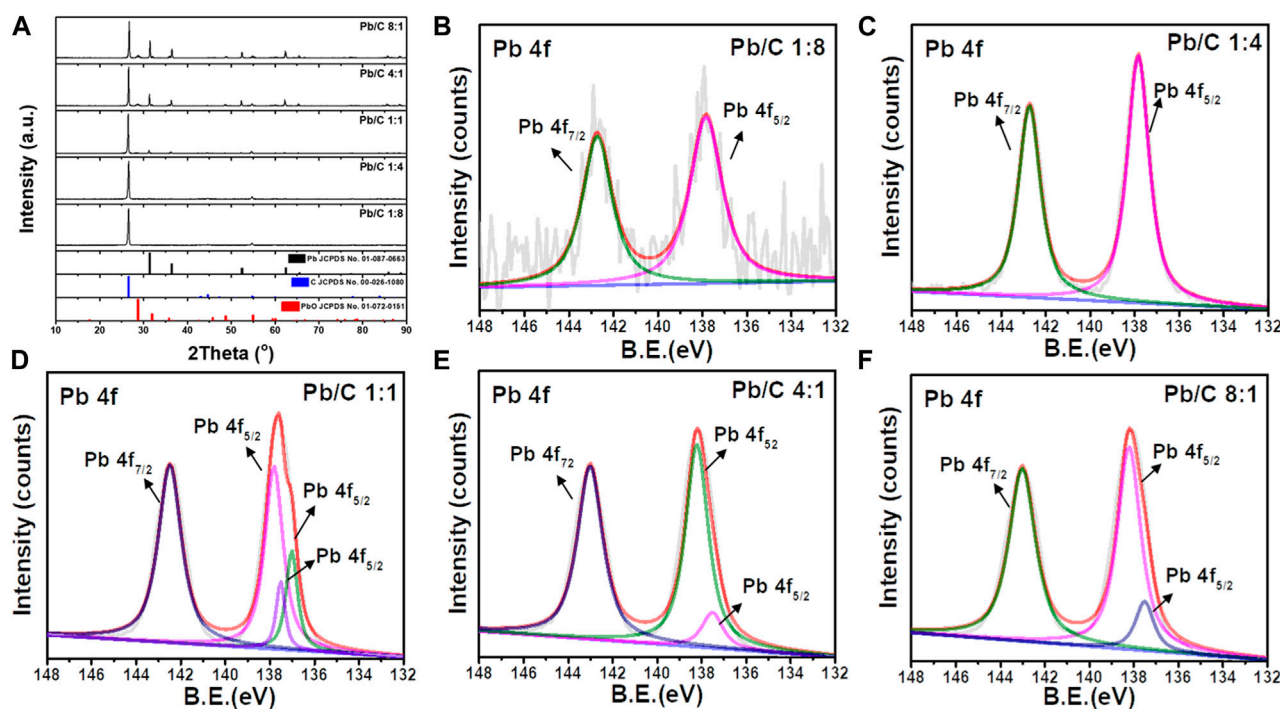 A
Intensity (a.u.)
Pb/C 8:1
Pb/C 4:1
Pb/C 1:1
Pb/C 1:4
Pb/C 1:8
Pb JCPDS No. 01-087-0663
C JCPDS No. 00-026-1080
PbO JCPDS No. 01-072-0151
10 20 30 40 50 60 70 80 90
2Theta (°)
B
Pb 4f
Pb/C 1:8
Pb 4f7/2
Pb 4f5/2
Intensity (counts)
148 146 144 142 140 138 136 134 132
B.E.(eV)
C
Pb 4f
Pb/C 1:4
Pb 4f7/2
Pb 4f5/2
Intensity (counts)
148 146 144 142 140 138 136 134 132
B.E.(eV)
D
Pb 4f
Pb/C 1:1
Pb 4f7/2
Pb 4f5/2
Pb 4f5/2
Pb 4f5/2
Intensity (counts)
148 146 144 142 140 138 136 134 132
B.E.(eV)
E
Pb 4f
Pb/C 4:1
Pb 4f72
Pb 4f52
Pb 4f5/2
Intensity (counts)
148 146 144 142 140 138 136 134 132
B.E.(eV)
F
Pb 4f
Pb/C 8:1
Pb 4f7/2
Pb 4f5/2
Pb 4f5/2
Intensity (counts)
148 146 144 142 140 138 136 134 132
B.E.(eV)